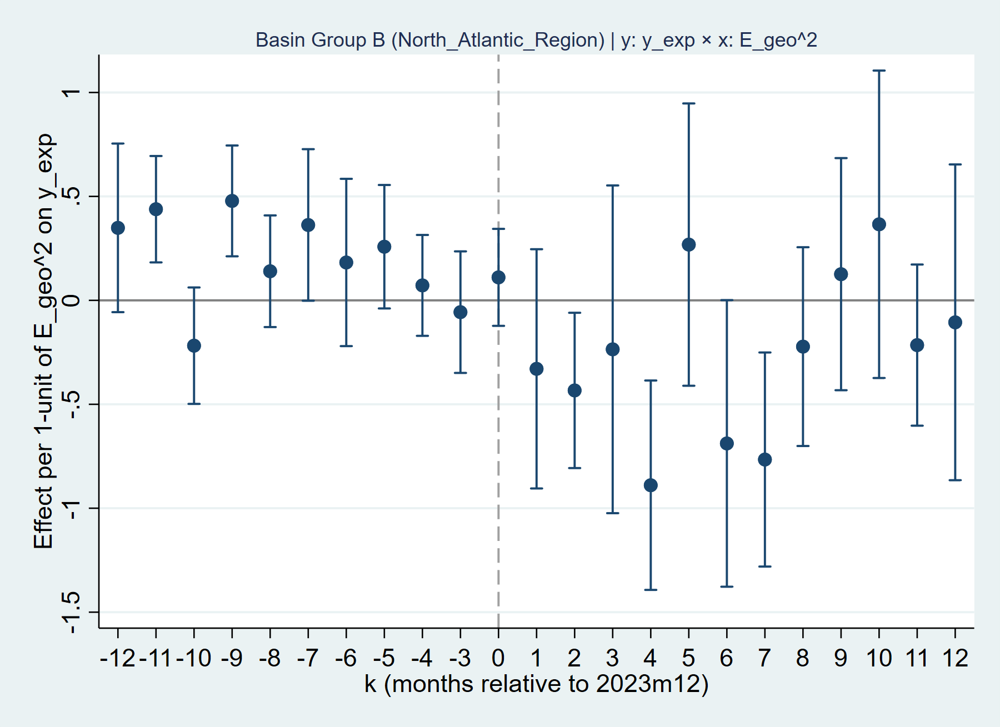 Basin Group B (North_Atlantic_Region) | y: y_exp × x: E_geo^2
Effect per 1-unit of E_geo^2 on y_exp
1
.5
0
-.5
-1
-1.5
-12 -11 -10 -9 -8 -7 -6 -5 -4 -3 0 1 2 3 4 5 6 7 8 9 10 11 12
k (months relative to 2023m12)